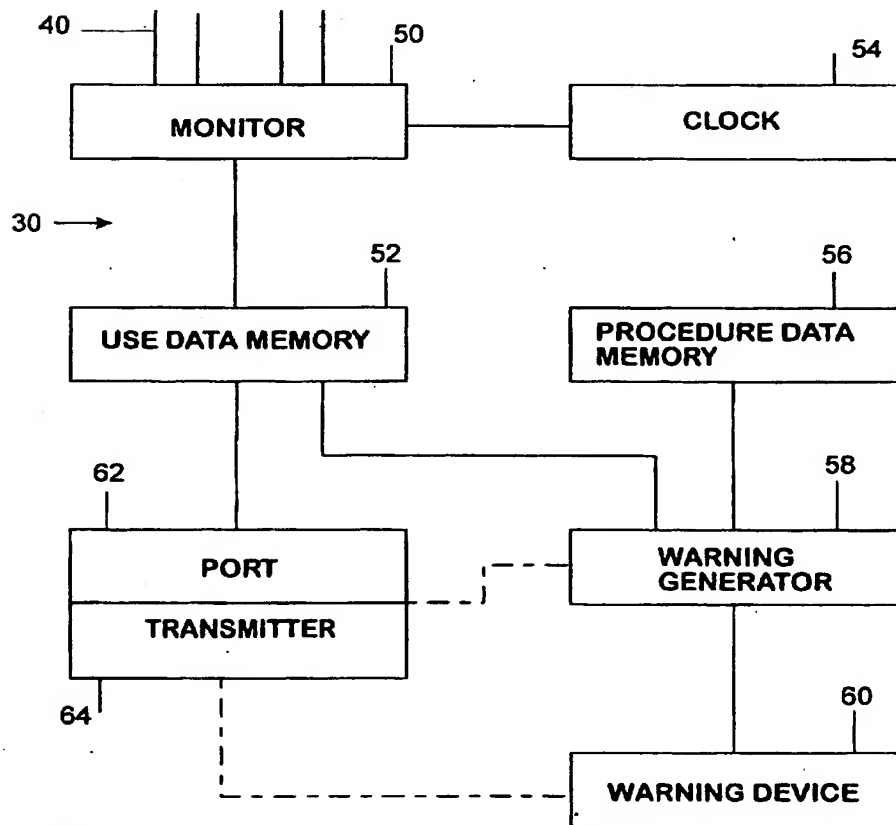 40
50
54
MONITOR
CLOCK
30
52
56
USE DATA MEMORY
PROCEDURE DATA
MEMORY
62
58
PORT
WARNING
GENERATOR
TRANSMITTER
64
60
WARNING DEVICE